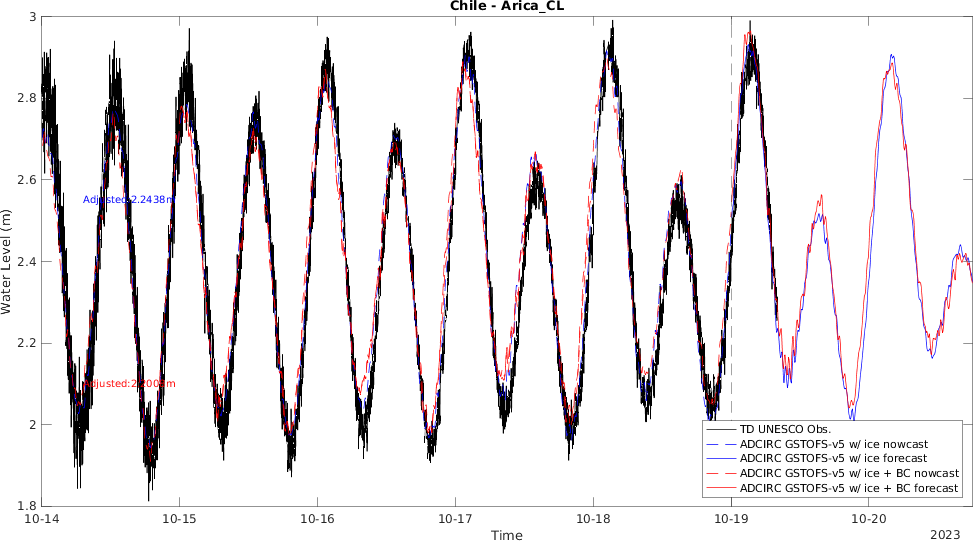 Chile - Arica_CL
3
2.8
2.6
2.4
2.2
2
1.8
Water Level (m)
Adjusted:2.2438m
TD UNESCO Obs.
ADCIRC GSTOFS-v5 w/ ice nowcast
ADCIRC GSTOFS-v5 w/ ice forecast
ADCIRC GSTOFS-v5 w/ ice + BC nowcast
ADCIRC GSTOFS-v5 w/ ice + BC forecast
10-14 10-15 10-16 10-17 10-18 10-19 10-20
Time
2023